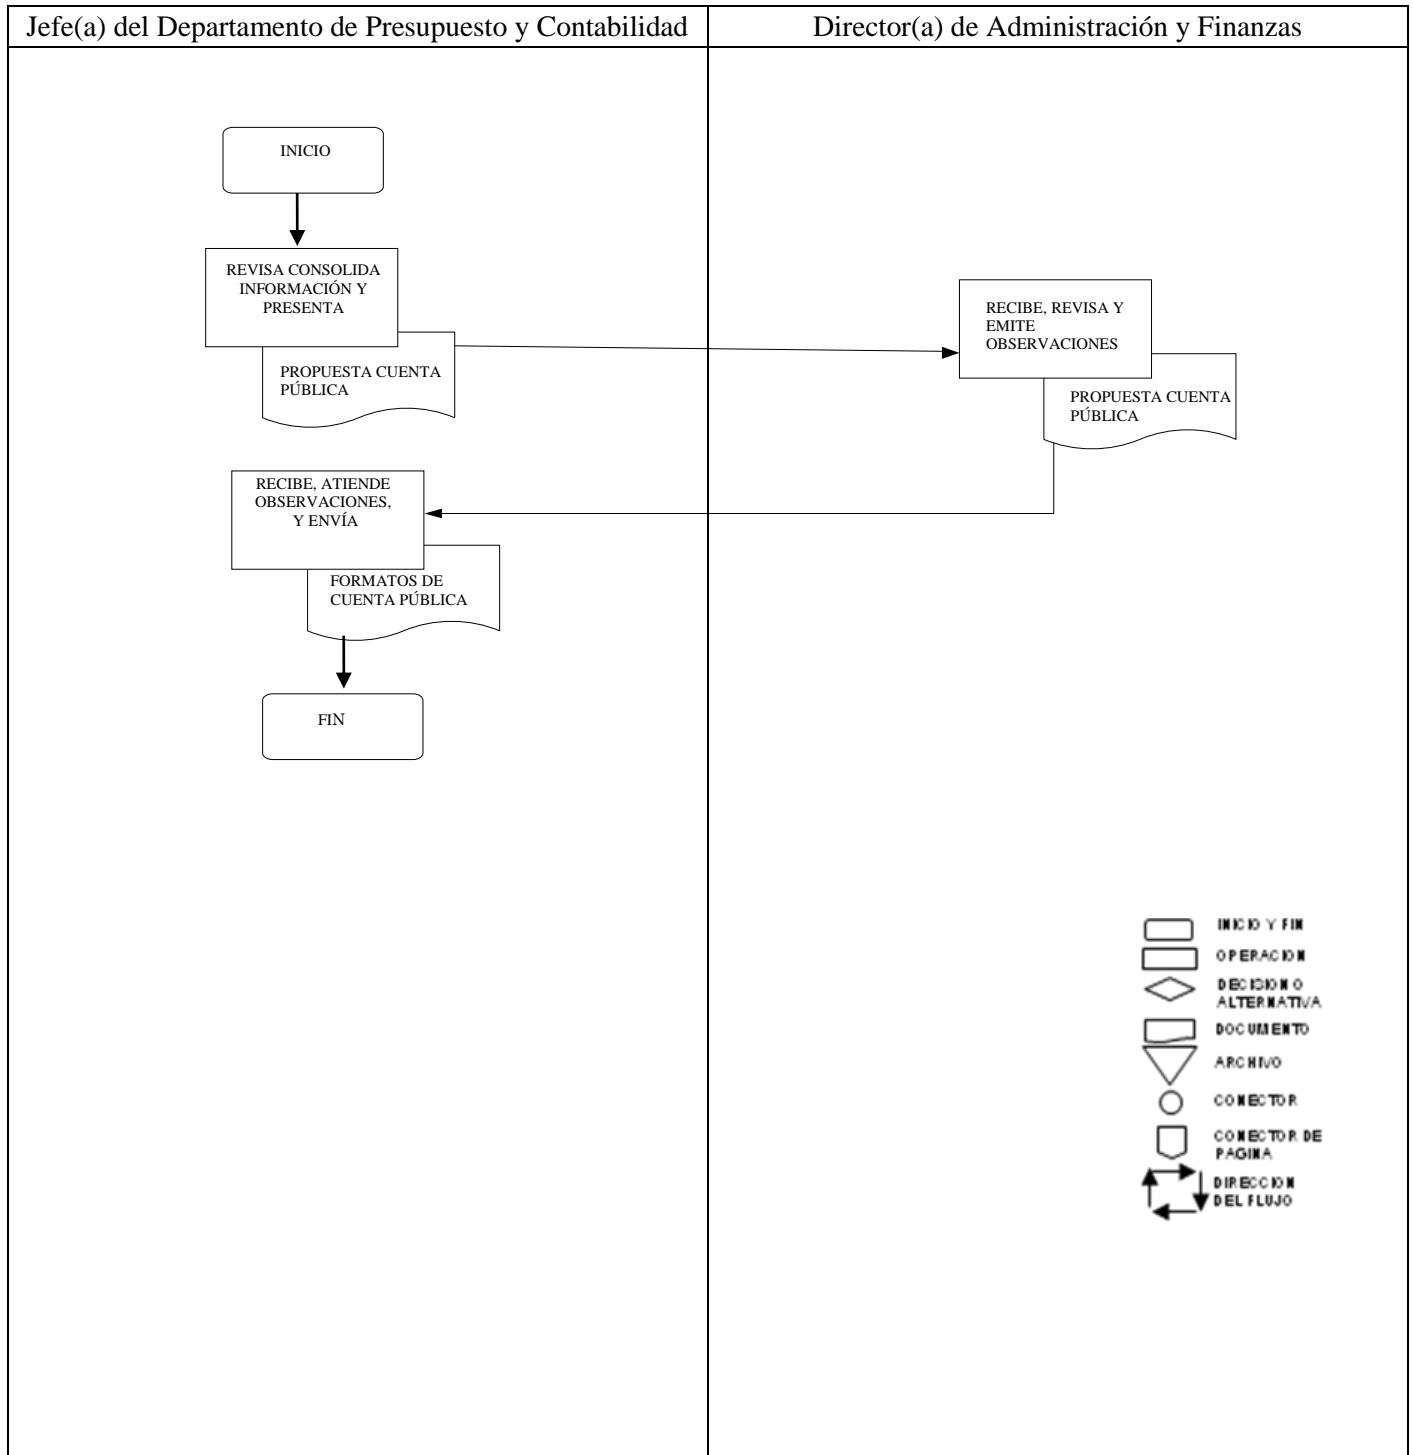 Jefe(a) del Departamento de Presupuesto y Contabilidad
Director(a) de Administración y Finanzas
INICIO
REVISA CONSOLIDA
INFORMACIÓN Y
PRESENTA
PROPUESTA CUENTA
PÚBLICA
RECIBE, REVISA Y
EMITE
OBSERVACIONES
PROPUESTA CUENTA
PÚBLICA
RECIBE, ATIENDE
OBSERVACIONES,
Y ENVÍA
FORMATOS DE
CUENTA PÚBLICA
FIN
INICIO Y FIN
OPERACION
DECISION O
ALTERNATIVA
DOCUMENTO
ARCHIVO
CONECTOR
CONECTOR DE
PAGINA
DIRECCION
DEL FLUJO